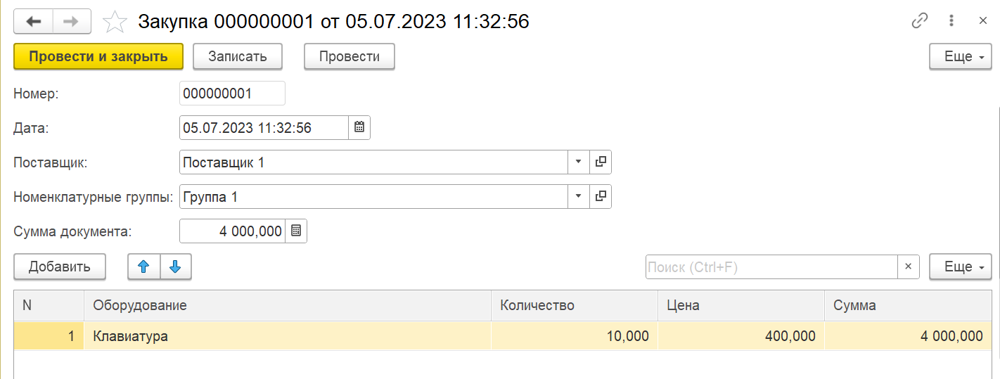 Закупка 000000001 от 05.07.2023 11:32:56
Провести и закрыть Записать Провести Еще
Номер: 000000001
Дата: 05.07.2023 11:32:56
Поставщик: Поставщик 1
Номенклатурные группы: Группа 1
Сумма документа: 4 000,000
Добавить Поиск (Ctrl+F) × Еще
N Оборудование Количество Цена Сумма
1 Клавиатура 10,000 400,000 4 000,000